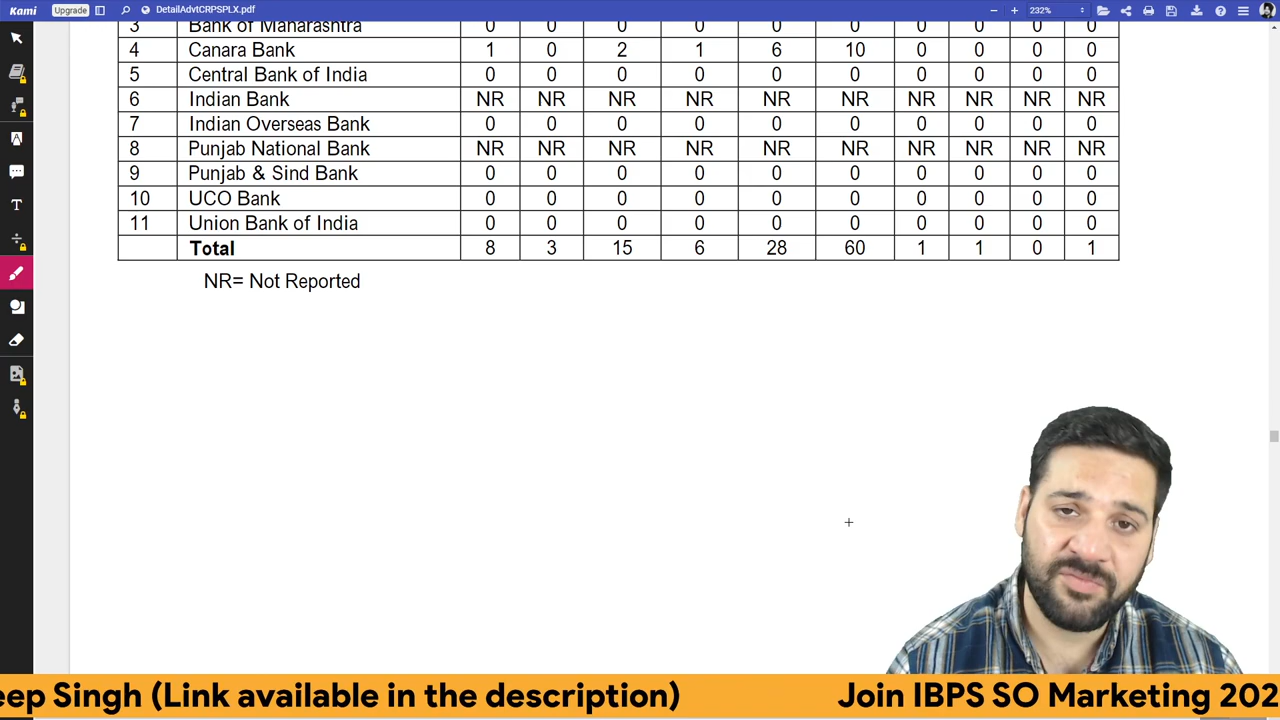 Kami Upgrade DetailAdvtCRPSPLX.pdf 232%
3 Bank of Maharashtra 0 0 0 0 0 0 0 0 0 0
4 Canara Bank 1 0 2 1 6 10 0 0 0 0
5 Central Bank of India 0 0 0 0 0 0 0 0 0 0
6 Indian Bank NR NR NR NR NR NR NR NR NR NR
7 Indian Overseas Bank 0 0 0 0 0 0 0 0 0 0
8 Punjab National Bank NR NR NR NR NR NR NR NR NR NR
9 Punjab & Sind Bank 0 0 0 0 0 0 0 0 0 0
10 UCO Bank 0 0 0 0 0 0 0 0 0 0
11 Union Bank of India 0 0 0 0 0 0 0 0 0 0
Total 8 3 15 6 28 60 1 1 0 1
NR= Not Reported
eep Singh (Link available in the description) Join IBPS SO Marketing 202